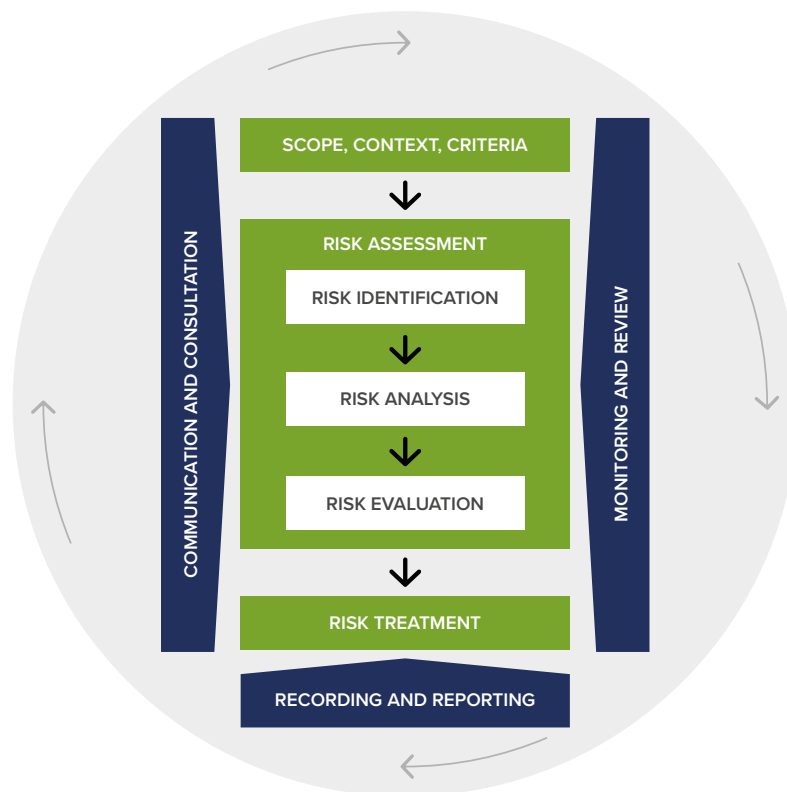 SCOPE, CONTEXT, CRITERIA
COMMUNICATION AND CONSULTATION
RISK ASSESSMENT
RISK IDENTIFICATION
RISK ANALYSIS
RISK EVALUATION
MONITORING AND REVIEW
RISK TREATMENT
RECORDING AND REPORTING